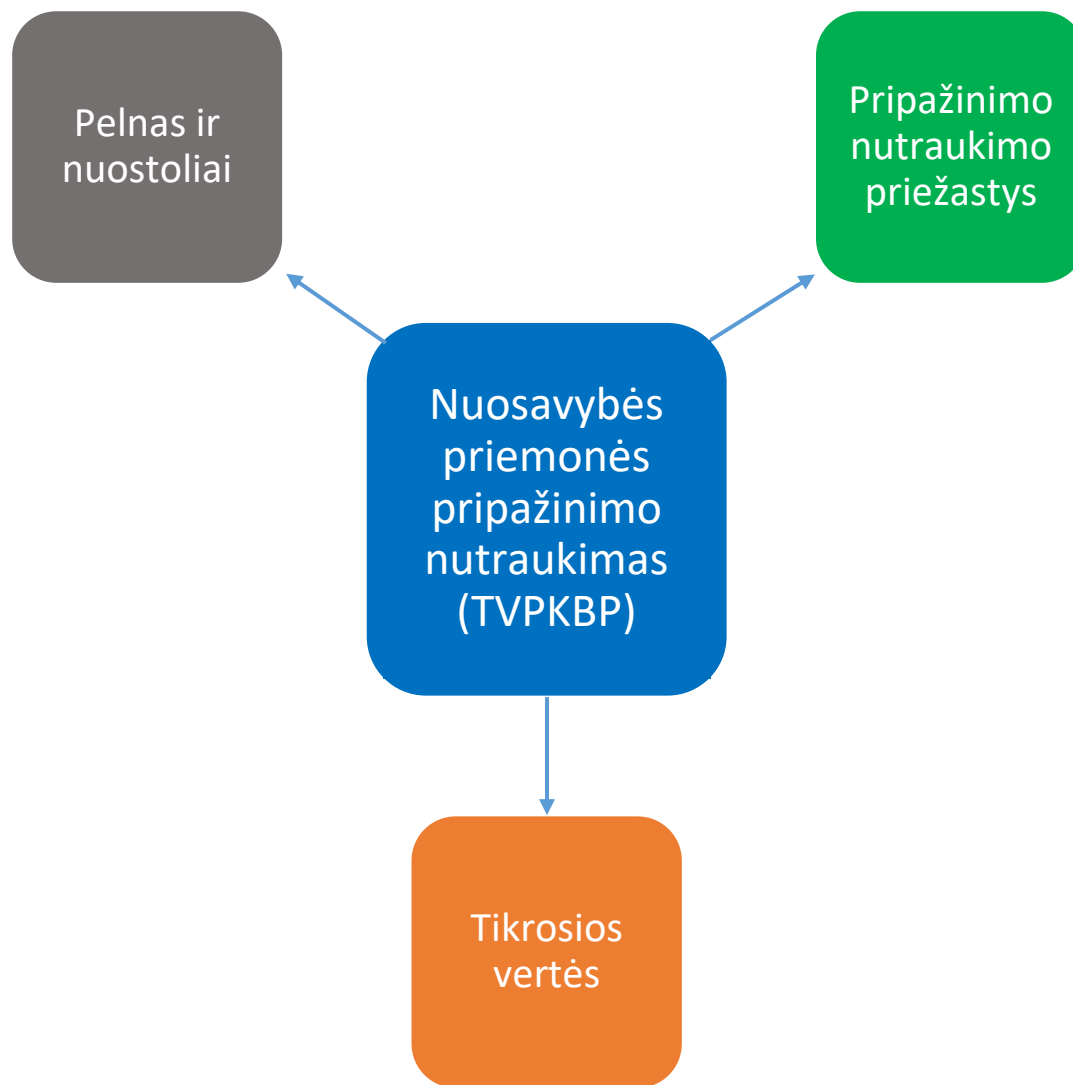 Pelnas ir
nuostoliai
Pripažinimo
nutraukimo
priežastys
Nuosavybės
priemonės
pripažinimo
nutraukimas
(TVPKBP)
Tikrosios
vertės